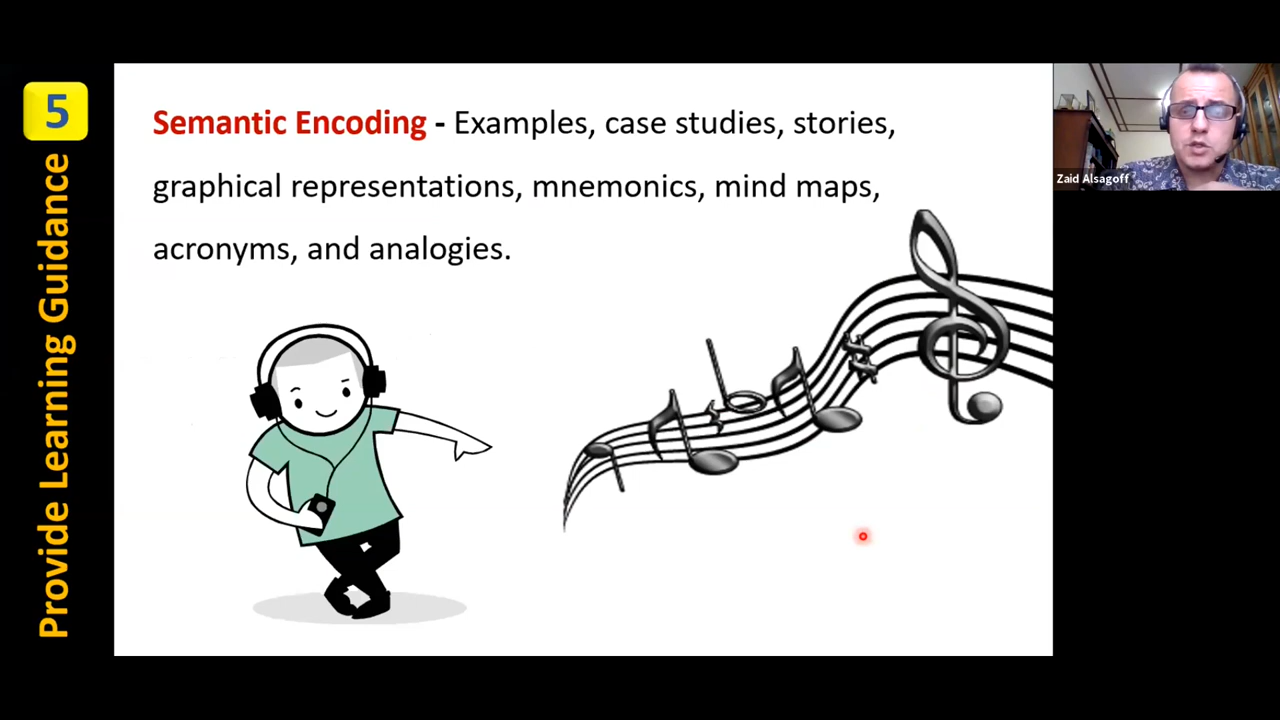 5
Provide Learning Guidance
Semantic Encoding - Examples, case studies, stories,
graphical representations, mnemonics, mind maps,
acronyms, and analogies.
Zaid Alsagoff